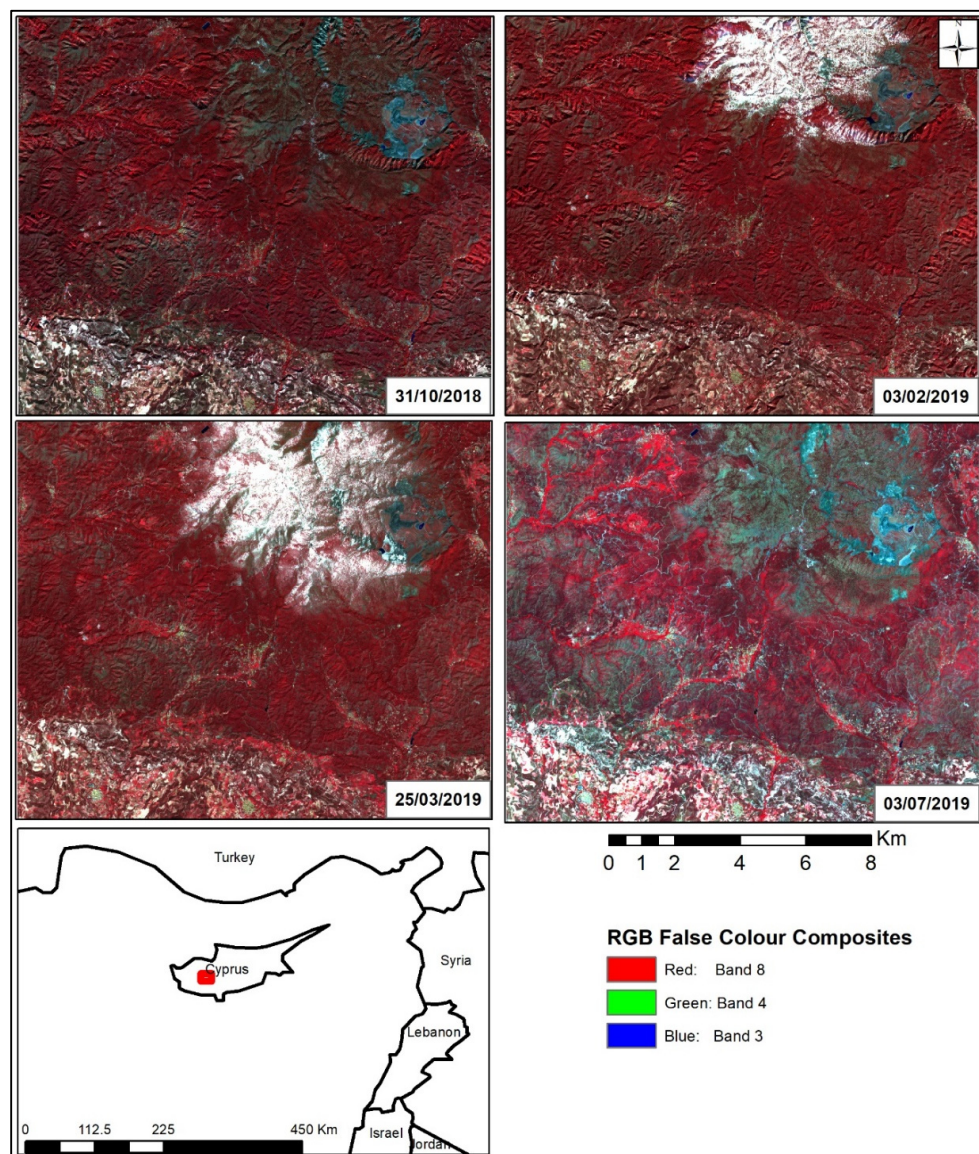 N
31/10/2018
03/02/2019
25/03/2019
03/07/2019
Turkey
Cyprus
Syria
Lebanon
Israel
Jordan
0 112.5 225 450 Km
Km
0 1 2 4 6 8
RGB False Colour Composites
Red: Band 8
Green: Band 4
Blue: Band 3